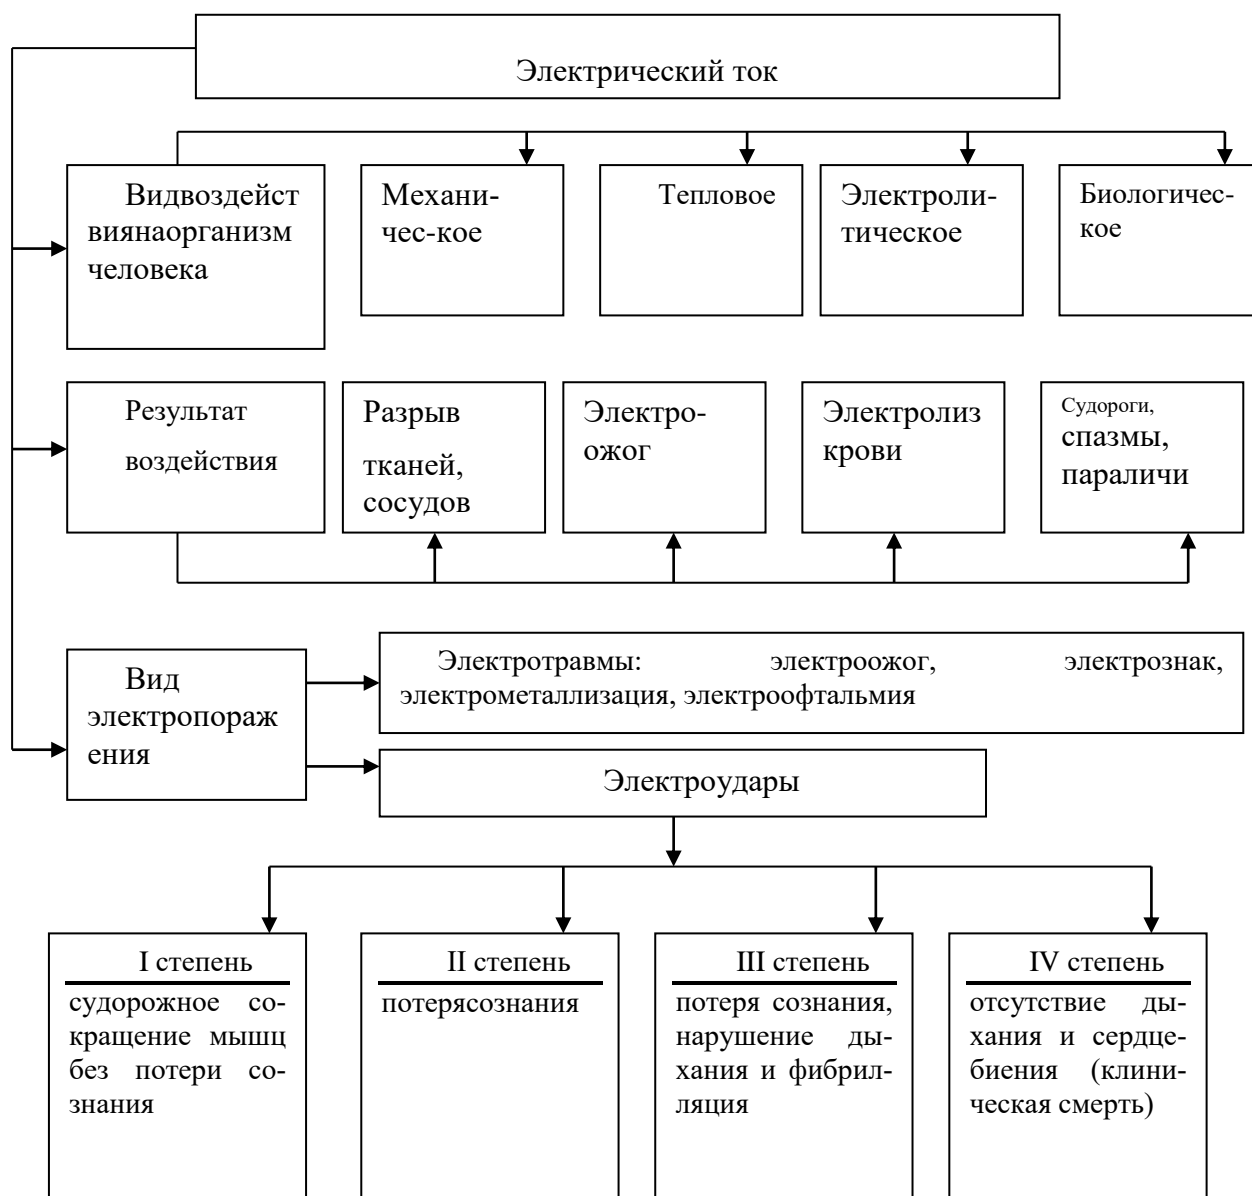 Электрический ток
Видвоздейст
виянаорганизм
человека
Механи-
чес-кое
Тепловое
Электроли-
тическое
Биологичес-
кое
Результат
воздействия
Разрыв
тканей,
сосудов
Электро-
ожог
Электролиз
крови
Судороги,
спазмы,
параличи
Вид
электропораж
ения
Электротравмы: электроожог, электрознак,
электрометаллизация, электроофтальмия
Электроудары
I степень
судорожное со-
кращение мышц
без потери со-
знания
II степень
потерясознания
III степень
потеря сознания,
нарушение ды-
хания и фибрил-
ляция
IV степень
отсутствие ды-
хания и сердце-
биения (клини-
ческая смерть)